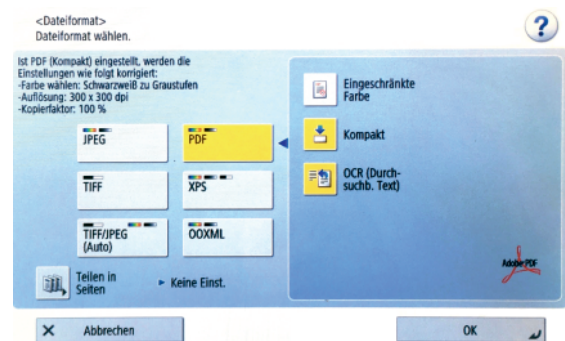 <Dateiformat>
Dateiformat wählen.
?
Ist PDF (Kompakt) eingestellt, werden die
Einstellungen wie folgt korrigiert:
-Farbe wählen: Schwarzweiß zu Graustufen
-Auflösung: 300 x 300 dpi
-Kopierfaktor: 100 %
JPEG
PDF
TIFF
XPS
TIFF/JPEG
(Auto)
OOXML
Teilen in
Seiten
Keine Einst.
Eingeschränkte
Farbe
Kompakt
OCR (Durch-
suchb. Text)
Adobe PDF
Abbrechen
OK